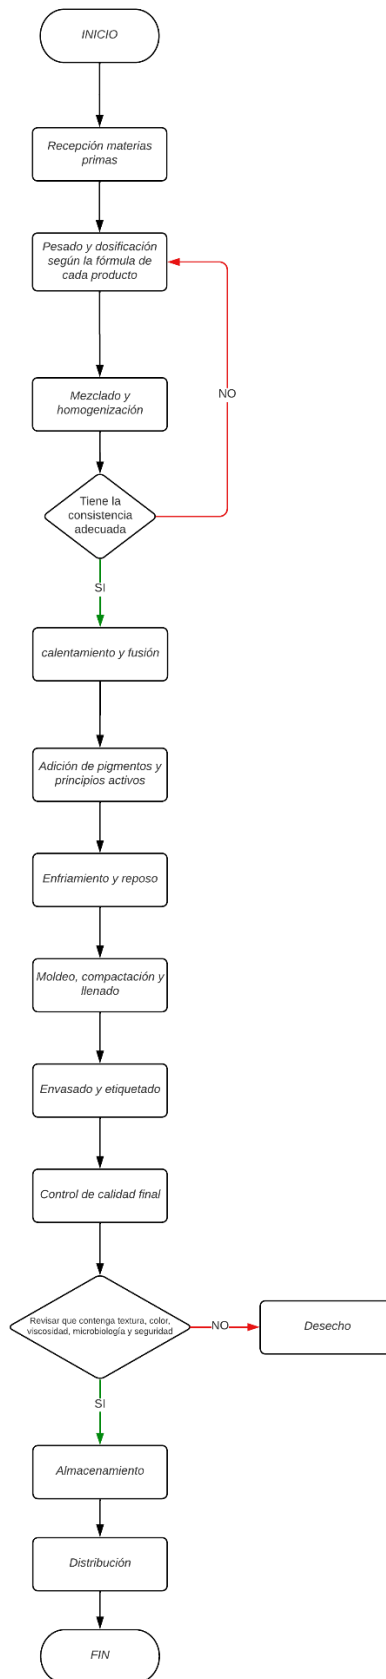 INICIO
Recepción materias
primas
Pesado y dosificación
según la fórmula de
cada producto
Mezclado y
homogenización
NO
Tiene la
consistencia
adecuada
SI
calentamiento y fusión
Adición de pigmentos y
principios activos
Enfriamiento y reposo
Moldeo, compactación y
llenado
Envasado y etiquetado
Control de calidad final
Revisar que contenga textura, color,
viscosidad, microbiología y seguridad
NO
Desecho
SI
Almacenamiento
Distribución
FIN